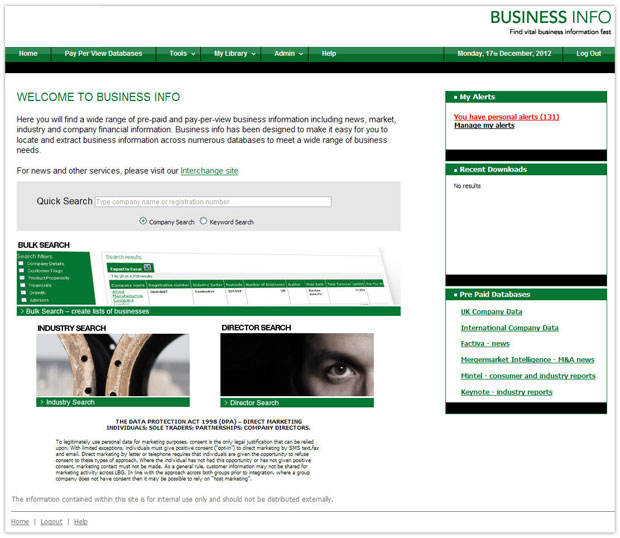 BUSINESS INFO
Find vital business information fast
Home Pay Per View Databases Tools My Library Admin Help Monday, 17th December, 2012 Log Out
WELCOME TO BUSINESS INFO
Here you will find a wide range of pre-paid and pay-per-view business information including news, market,
industry and company financial information. Business info has been designed to make it easy for you to
locate and extract business information across numerous databases to meet a wide range of business
needs.
For news and other services, please visit our Interchange site
Quick Search Type company name or registration number
Company Search Keyword Search
BULK SEARCH
Search filters
Company Details
Customer Flags
Product Propensity
Financials
Growth
Advisors
Search results
Export to Excel
Company name Registration number Industry Sector Postcode Number of Employees Auditor
> Bulk Search – create lists of businesses
INDUSTRY SEARCH
> Industry Search
DIRECTOR SEARCH
> Director Search
THE DATA PROTECTION ACT 1998 (DPA) – DIRECT MARKETING
INDIVIDUALS; SOLE TRADERS; PARTNERSHIPS; COMPANY DIRECTORS.
To legitimately use personal data for marketing purposes, consent is the only legal justification that can be relied
upon. With limited exceptions, individuals must give positive consent ("opt-in") to direct marketing by SMS text,fax
and email. Direct marketing by letter or telephone requires that individuals are given the opportunity to refuse
consent to these types of approach. Where the individual has not had this opportunity or has not given positive
consent, marketing contact must not be made. As a general rule, customer information may not be shared for
marketing activity across LBG. In line with the approach across both groups prior to integration, where a group
company does not have consent then it may be possible to rely on "host marketing".
My Alerts
You have personal alerts (131)
Manage my alerts
Recent Downloads
No results
Pre Paid Databases
UK Company Data
International Company Data
Factiva - news
Mergermarket Intelligence - M&A news
Mintel - consumer and industry reports
Keynote - industry reports
The information contained within this site is for internal use only and should not be distributed externally.
Home | Logout | Help